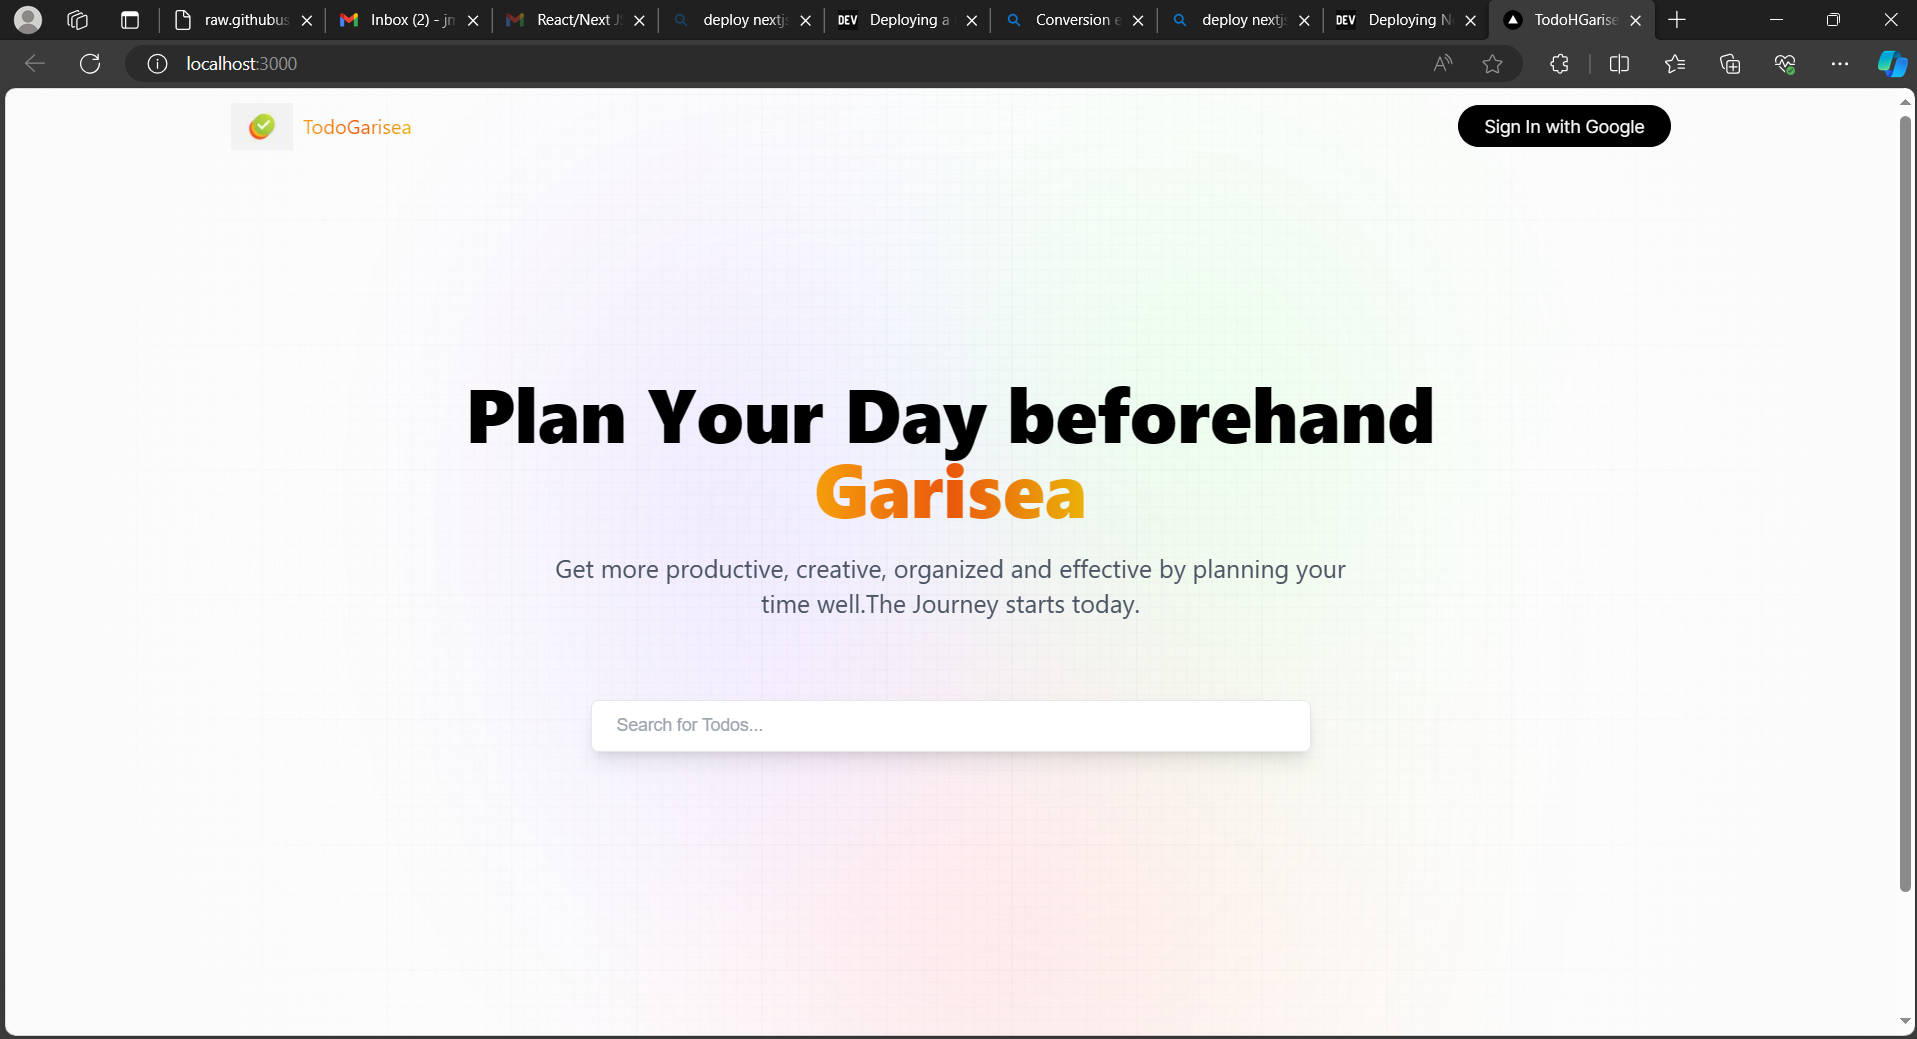 raw.githubus
Inbox (2) - jm
React/Next JS
deploy nextjs
DEV Deploying a
Conversion e
deploy nextjs
DEV Deploying N
TodoHGarise
localhost:3000
TodoGarisea
Sign In with Google
Plan Your Day beforehand
Garisea
Get more productive, creative, organized and effective by planning your
time well.The Journey starts today.
Search for Todos...